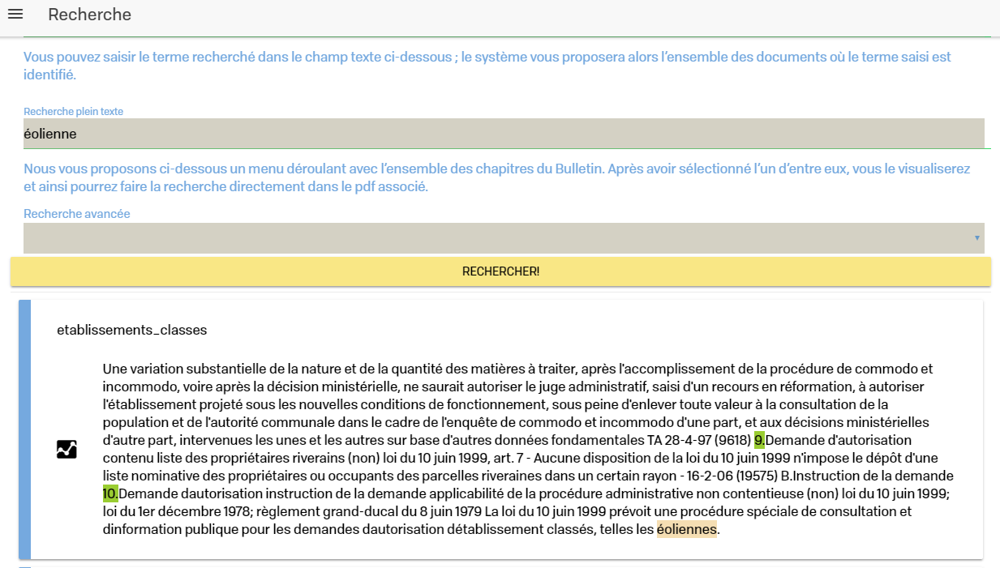 Recherche
Vous pouvez saisir le terme recherché dans le champ texte ci-dessous ; le système vous proposera alors l'ensemble des documents où le terme saisi est
identifié.
Recherche plein texte
éolienne
Nous vous proposons ci-dessous un menu déroulant avec l'ensemble des chapitres du Bulletin. Après avoir sélectionné l'un d'entre eux, vous le visualiserez
et ainsi pourrez faire la recherche directement dans le pdf associé.
Recherche avancée
RECHERCHER!
etablissements_classes
Une variation substantielle de la nature et de la quantité des matières à traiter, après l'accomplissement de la procédure de commodo et
incommodo, voire après la décision ministérielle, ne saurait autoriser le juge administratif, saisi d'un recours en réformation, à autoriser
l'établissement projeté sous les nouvelles conditions de fonctionnement, sous peine d'enlever toute valeur à la consultation de la
population et de l'autorité communale dans le cadre de l'enquête de commodo et incommodo d'une part, et aux décisions ministérielles
d'autre part, intervenues les unes et les autres sur base d'autres données fondamentales TA 28-4-97 (9618) 9.Demande d'autorisation
contenu liste des propriétaires riverains (non) loi du 10 juin 1999, art. 7 - Aucune disposition de la loi du 10 juin 1999 n'impose le dépôt d'une
liste nominative des propriétaires ou occupants des parcelles riveraines dans un certain rayon - 16-2-06 (19575) B.Instruction de la demande
10.Demande dautorisation instruction de la demande applicabilité de la procédure administrative non contentieuse (non) loi du 10 juin 1999;
loi du 1er décembre 1978; règlement grand-ducal du 8 juin 1979 La loi du 10 juin 1999 prévoit une procédure spéciale de consultation et
dinformation publique pour les demandes dautorisation détablissement classés, telles les éoliennes.